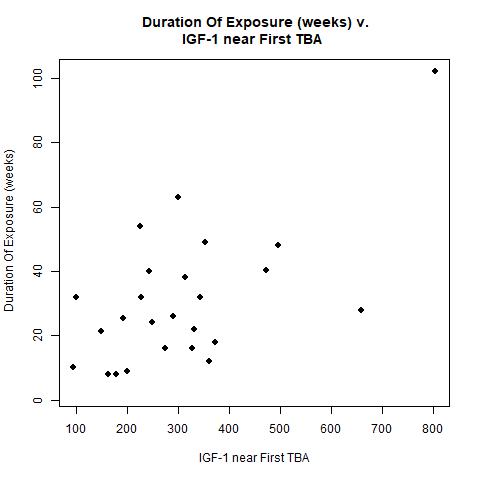 Duration Of Exposure (weeks) v.
IGF-1 near First TBA
Duration Of Exposure (weeks)
100
80
60
40
20
0
100 200 300 400 500 600 700 800
IGF-1 near First TBA